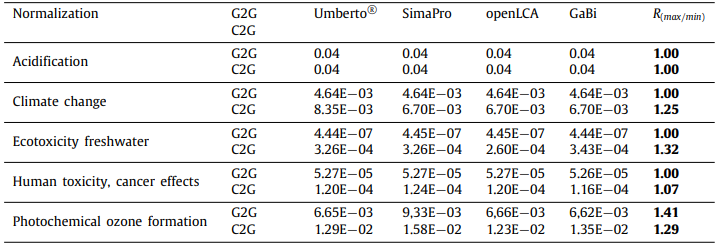 Normalization G2G Umberto® SimaPro openLCA GaBi R(max/min)
C2G
Acidification G2G 0.04 0.04 0.04 0.04 1.00
C2G 0.04 0.04 0.04 0.04 1.00
Climate change G2G 4.64E−03 4.64E−03 4.64E−03 4.64E−03 1.00
C2G 8.35E−03 6.70E−03 6.70E−03 6.70E−03 1.25
Ecotoxicity freshwater G2G 4.44E−07 4.45E−07 4.45E−07 4.44E−07 1.00
C2G 3.26E−04 3.26E−04 2.60E−04 3.43E−04 1.32
Human toxicity, cancer effects G2G 5.27E−05 5.27E−05 5.27E−05 5.26E−05 1.00
C2G 1.20E−04 1.24E−04 1.20E−04 1.16E−04 1.07
Photochemical ozone formation G2G 6.65E−03 9,33E−03 6,66E−03 6,62E−03 1.41
C2G 1.29E−02 1.58E−02 1.23E−02 1.35E−02 1.29